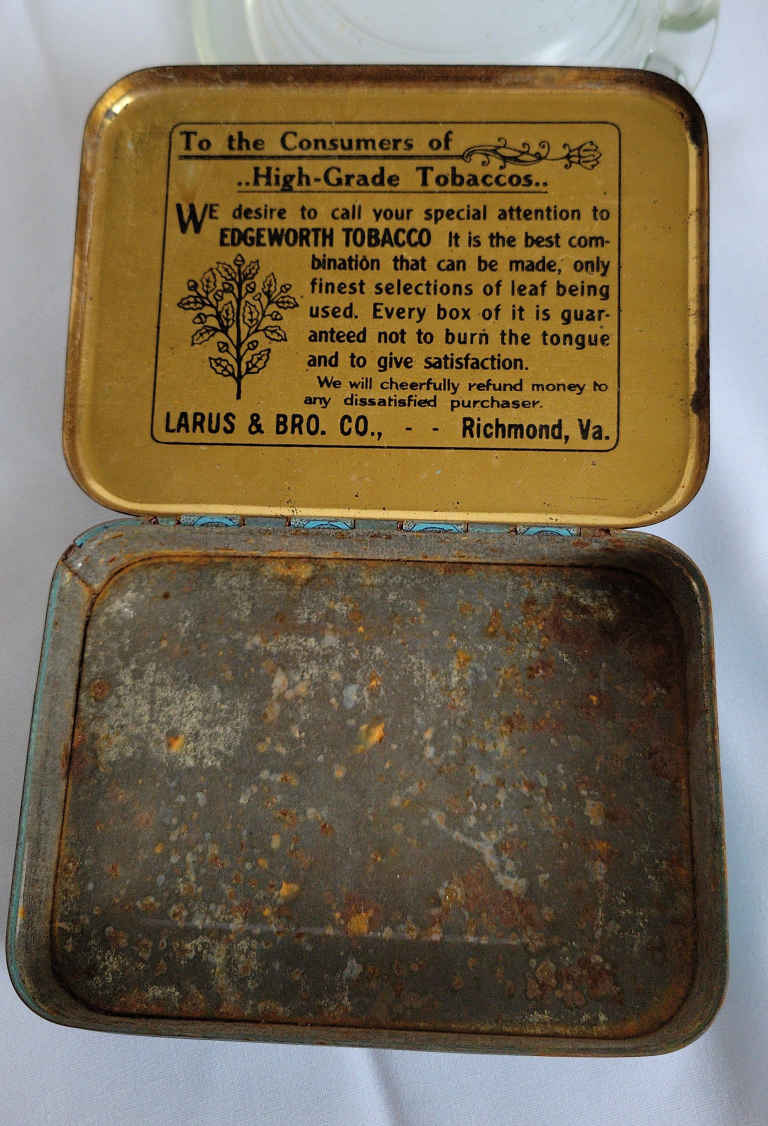 To the Consumers of
..High-Grade Tobaccos..
WE desire to call your special attention to
EDGEWORTH TOBACCO It is the best com-
bination that can be made, only
finest selections of leaf being
used. Every box of it is guar-
anteed not to burn the tongue
and to give satisfaction.
We will cheerfully refund money to
any dissatisfied purchaser.
LARUS & BRO. CO., - - Richmond, Va.